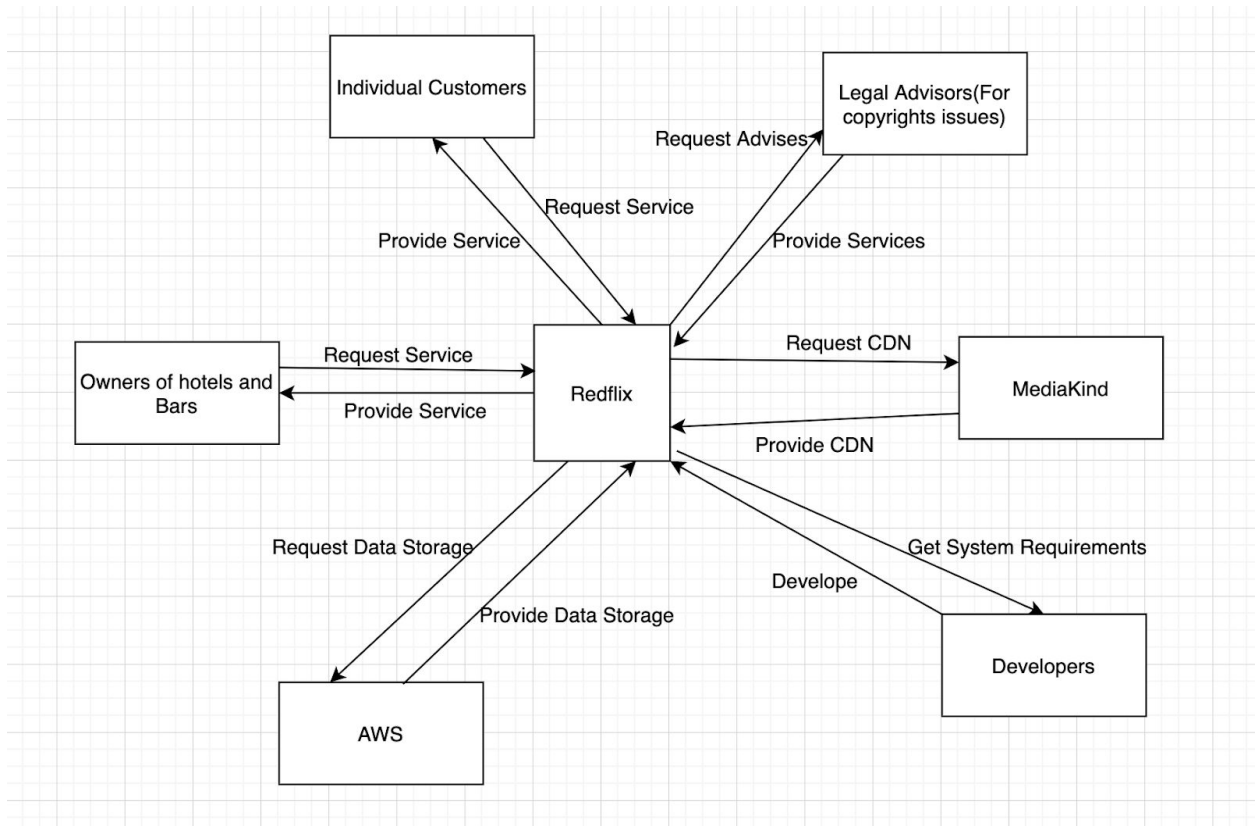 Individual Customers
Legal Advisors(For
copyrights issues)
Request Advises
Request Service
Provide Service
Provide Services
Request CDN
Request Service
Owners of hotels and
Bars
Redflix
MediaKind
Provide Service
Provide CDN
Request Data Storage
Get System Requirements
Develope
Provide Data Storage
Developers
AWS